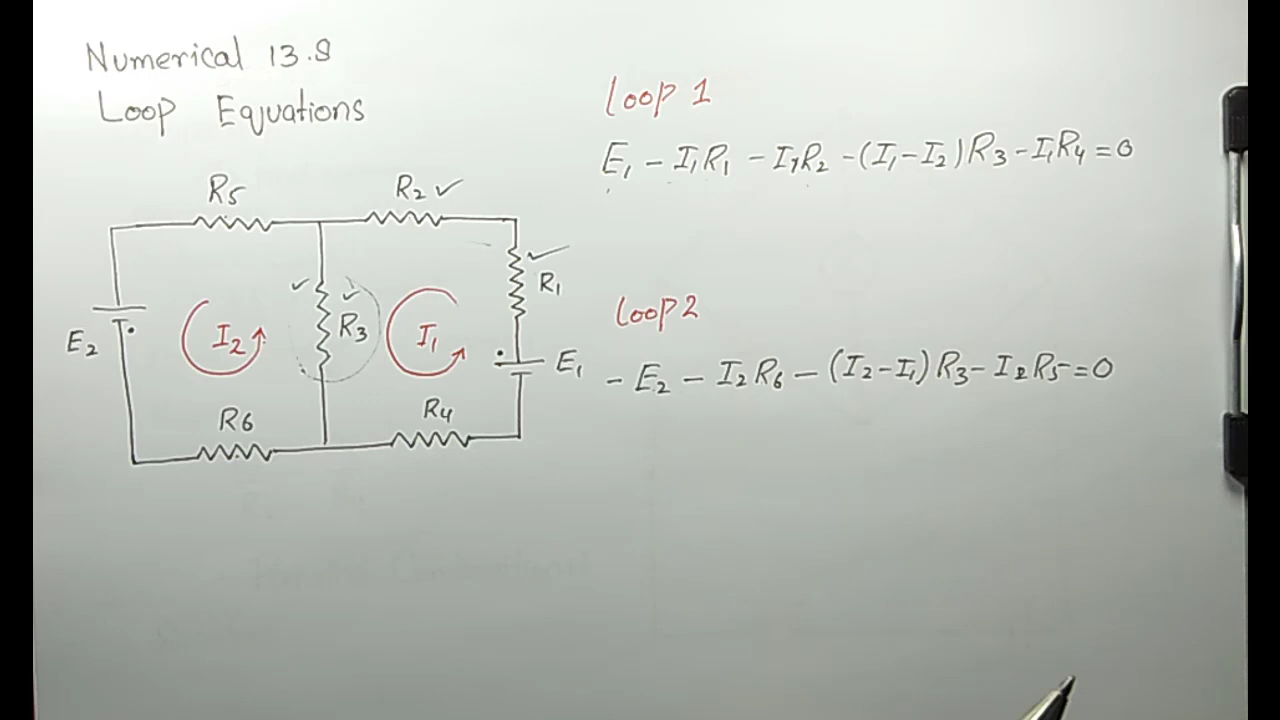 Numerical 13.8
Loop Equations
Loop 1
E₁ − I₁R₁ − I₁R₂ − (I₁−I₂)R₃ − I₁R₄ = 0
R₅
R₂ ✓
✓
R₁
✓ ✓
R₃
I₂
I₁
E₂
E₁
Loop 2
− E₂ − I₂R₆ − (I₂−I₁)R₃ − I₂R₅ = 0
R₆
R₄